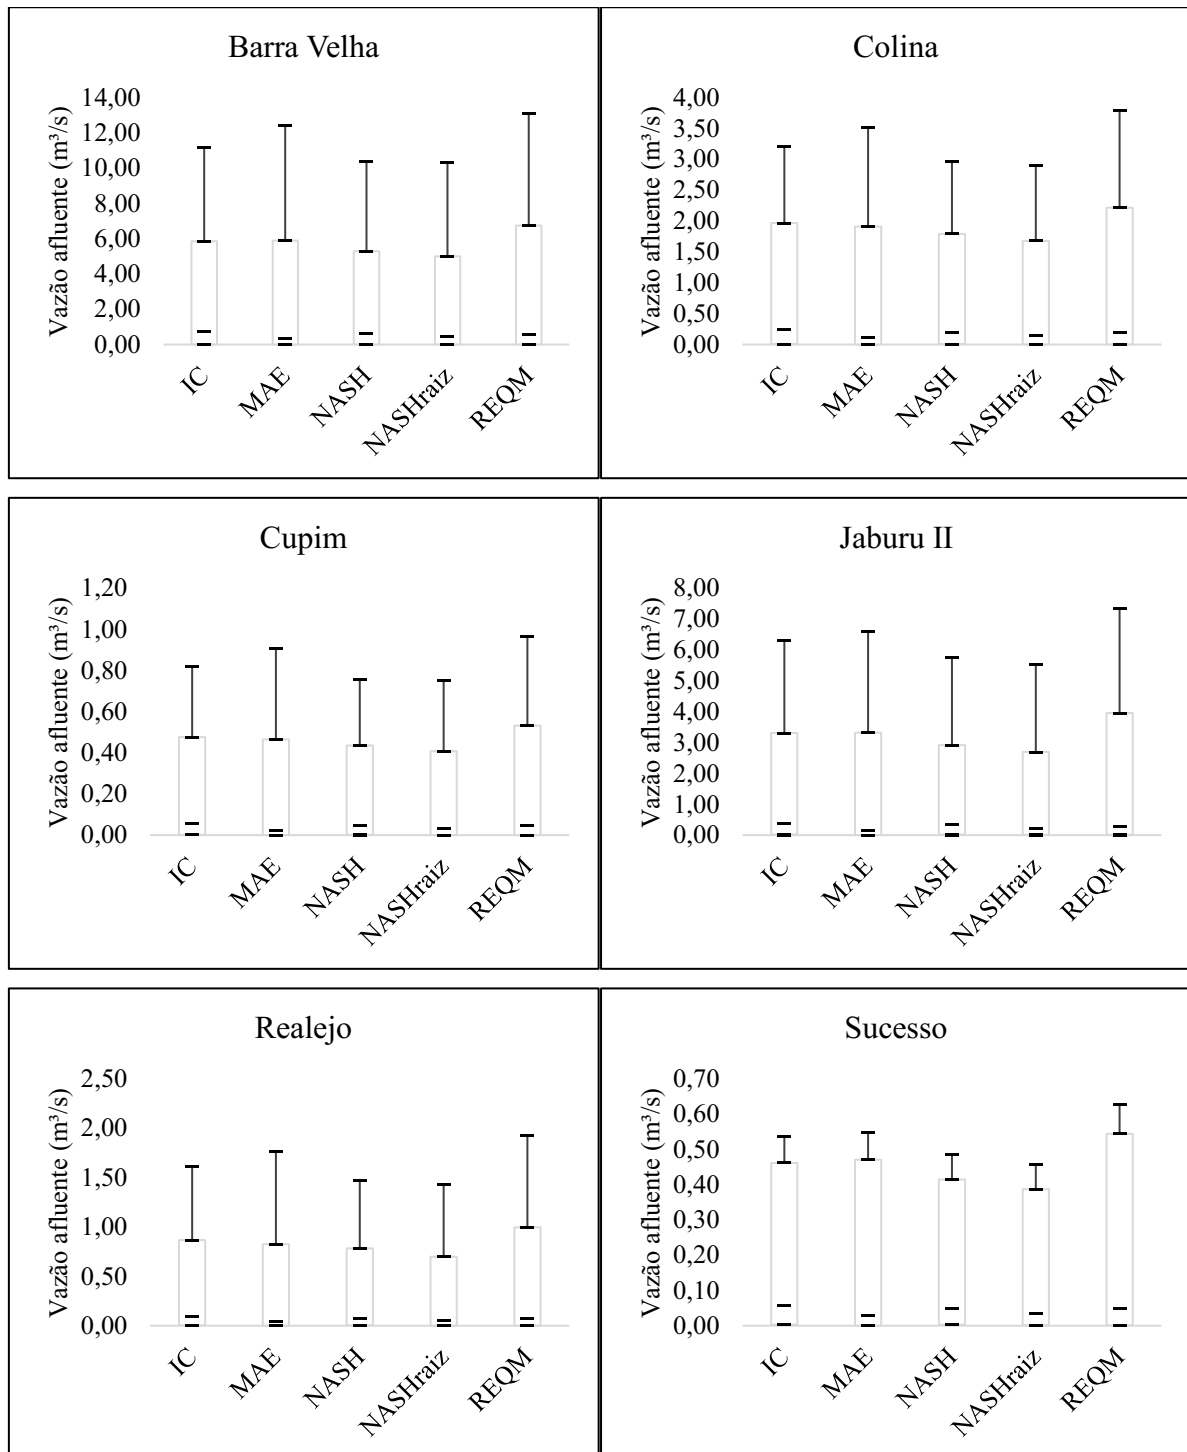 Barra Velha
Vazão afluente (m³/s)
14,00
12,00
10,00
8,00
6,00
4,00
2,00
0,00
IC
MAE
NASH
NASHraiz
REQM
Colina
Vazão afluente (m³/s)
4,00
3,50
3,00
2,50
2,00
1,50
1,00
0,50
0,00
IC
MAE
NASH
NASHraiz
REQM
Cupim
Vazão afluente (m³/s)
1,20
1,00
0,80
0,60
0,40
0,20
0,00
IC
MAE
NASH
NASHraiz
REQM
Jaburu II
Vazão afluente (m³/s)
8,00
7,00
6,00
5,00
4,00
3,00
2,00
1,00
0,00
IC
MAE
NASH
NASHraiz
REQM
Realejo
Vazão afluente (m³/s)
2,50
2,00
1,50
1,00
0,50
0,00
IC
MAE
NASH
NASHraiz
REQM
Sucesso
Vazão afluente (m³/s)
0,70
0,60
0,50
0,40
0,30
0,20
0,10
0,00
IC
MAE
NASH
NASHraiz
REQM